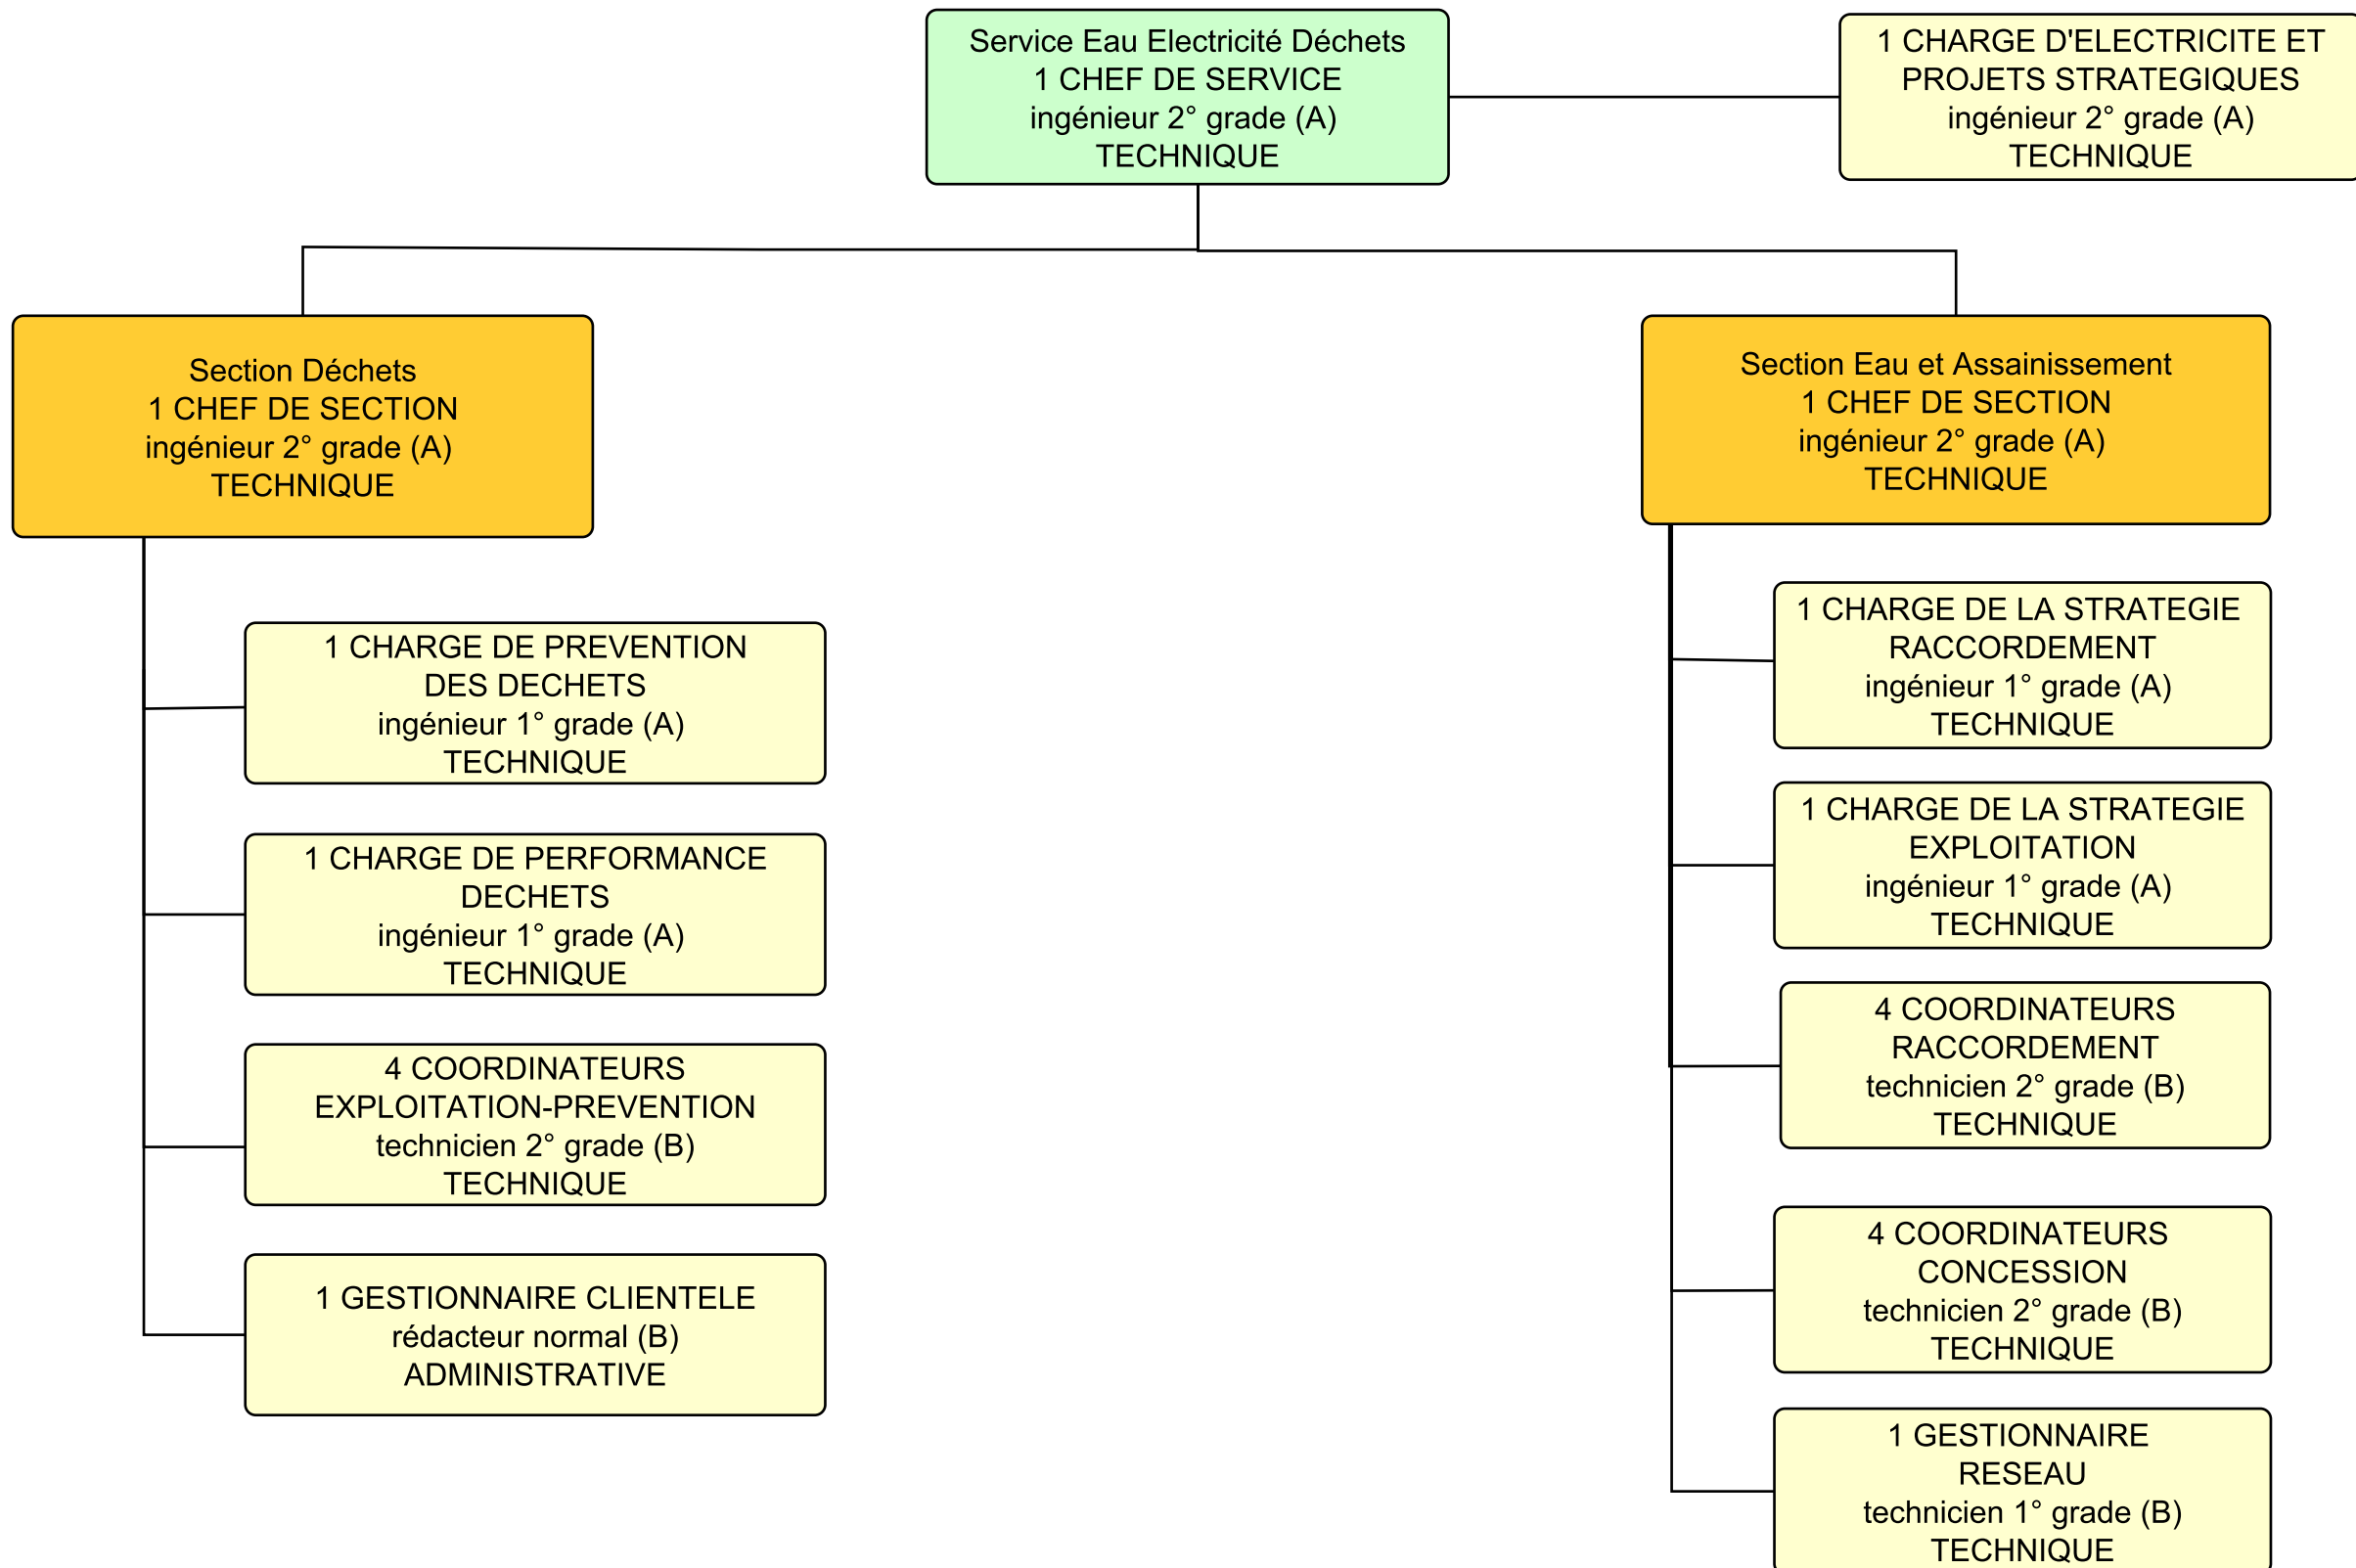 Service Eau Electricité Déchets
1 CHEF DE SERVICE
ingénieur 2° grade (A)
TECHNIQUE
1 CHARGE D'ELECTRICITE ET
PROJETS STRATEGIQUES
ingénieur 2° grade (A)
TECHNIQUE
Section Déchets
1 CHEF DE SECTION
ingénieur 2° grade (A)
TECHNIQUE
1 CHARGE DE PREVENTION
DES DECHETS
ingénieur 1° grade (A)
TECHNIQUE
1 CHARGE DE PERFORMANCE
DECHETS
ingénieur 1° grade (A)
TECHNIQUE
4 COORDINATEURS
EXPLOITATION-PREVENTION
technicien 2° grade (B)
TECHNIQUE
1 GESTIONNAIRE CLIENTELE
rédacteur normal (B)
ADMINISTRATIVE
Section Eau et Assainissement
1 CHEF DE SECTION
ingénieur 2° grade (A)
TECHNIQUE
1 CHARGE DE LA STRATEGIE
RACCORDEMENT
ingénieur 1° grade (A)
TECHNIQUE
1 CHARGE DE LA STRATEGIE
EXPLOITATION
ingénieur 1° grade (A)
TECHNIQUE
4 COORDINATEURS
RACCORDEMENT
technicien 2° grade (B)
TECHNIQUE
4 COORDINATEURS
CONCESSION
technicien 2° grade (B)
TECHNIQUE
1 GESTIONNAIRE
RESEAU
technicien 1° grade (B)
TECHNIQUE